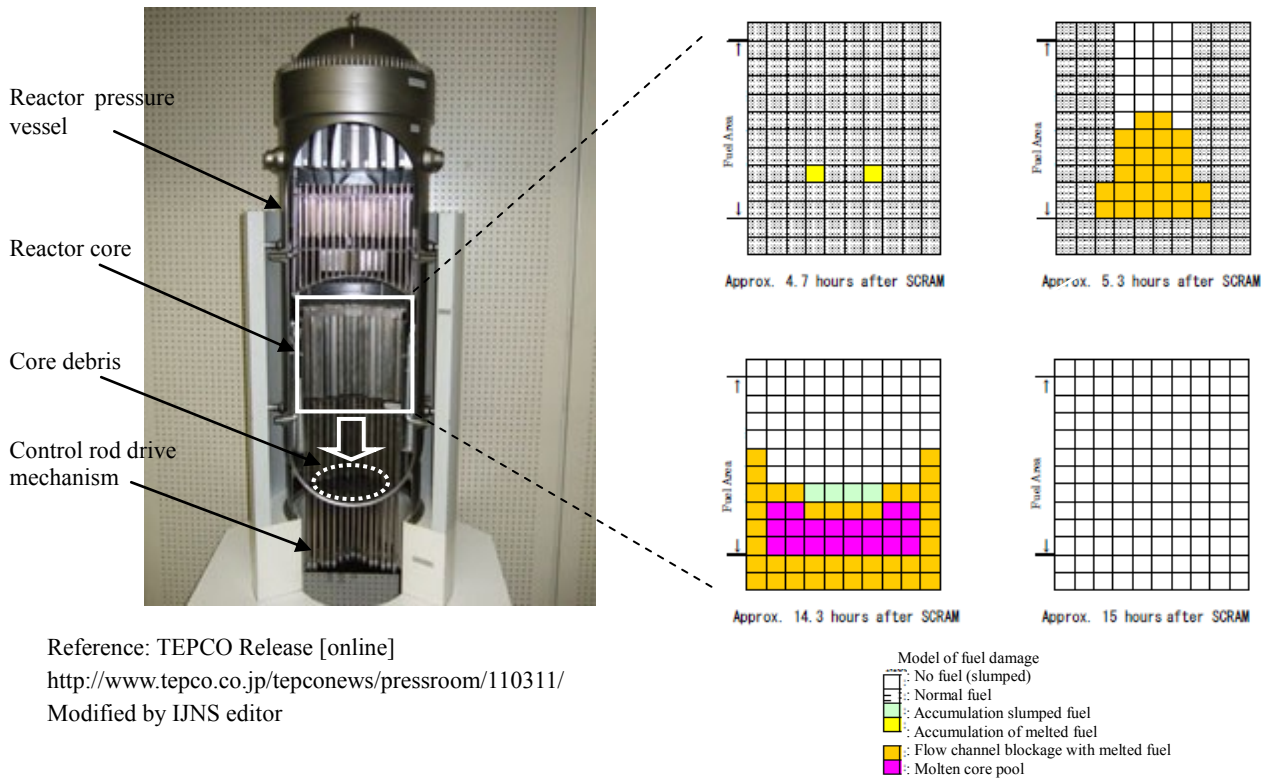 Reactor pressure
vessel
Reactor core
Core debris
Control rod drive
mechanism
Fuel Area
Approx. 4.7 hours after SCRAM
Fuel Area
Approx. 5.3 hours after SCRAM
Fuel Area
Approx. 14.3 hours after SCRAM
Fuel Area
Approx. 15 hours after SCRAM
Reference: TEPCO Release [online]
http://www.tepco.co.jp/tepconews/pressroom/110311/
Modified by IJNS editor
Model of fuel damage
: No fuel (slumped)
: Normal fuel
: Accumulation slumped fuel
: Accumulation of melted fuel
: Flow channel blockage with melted fuel
: Molten core pool